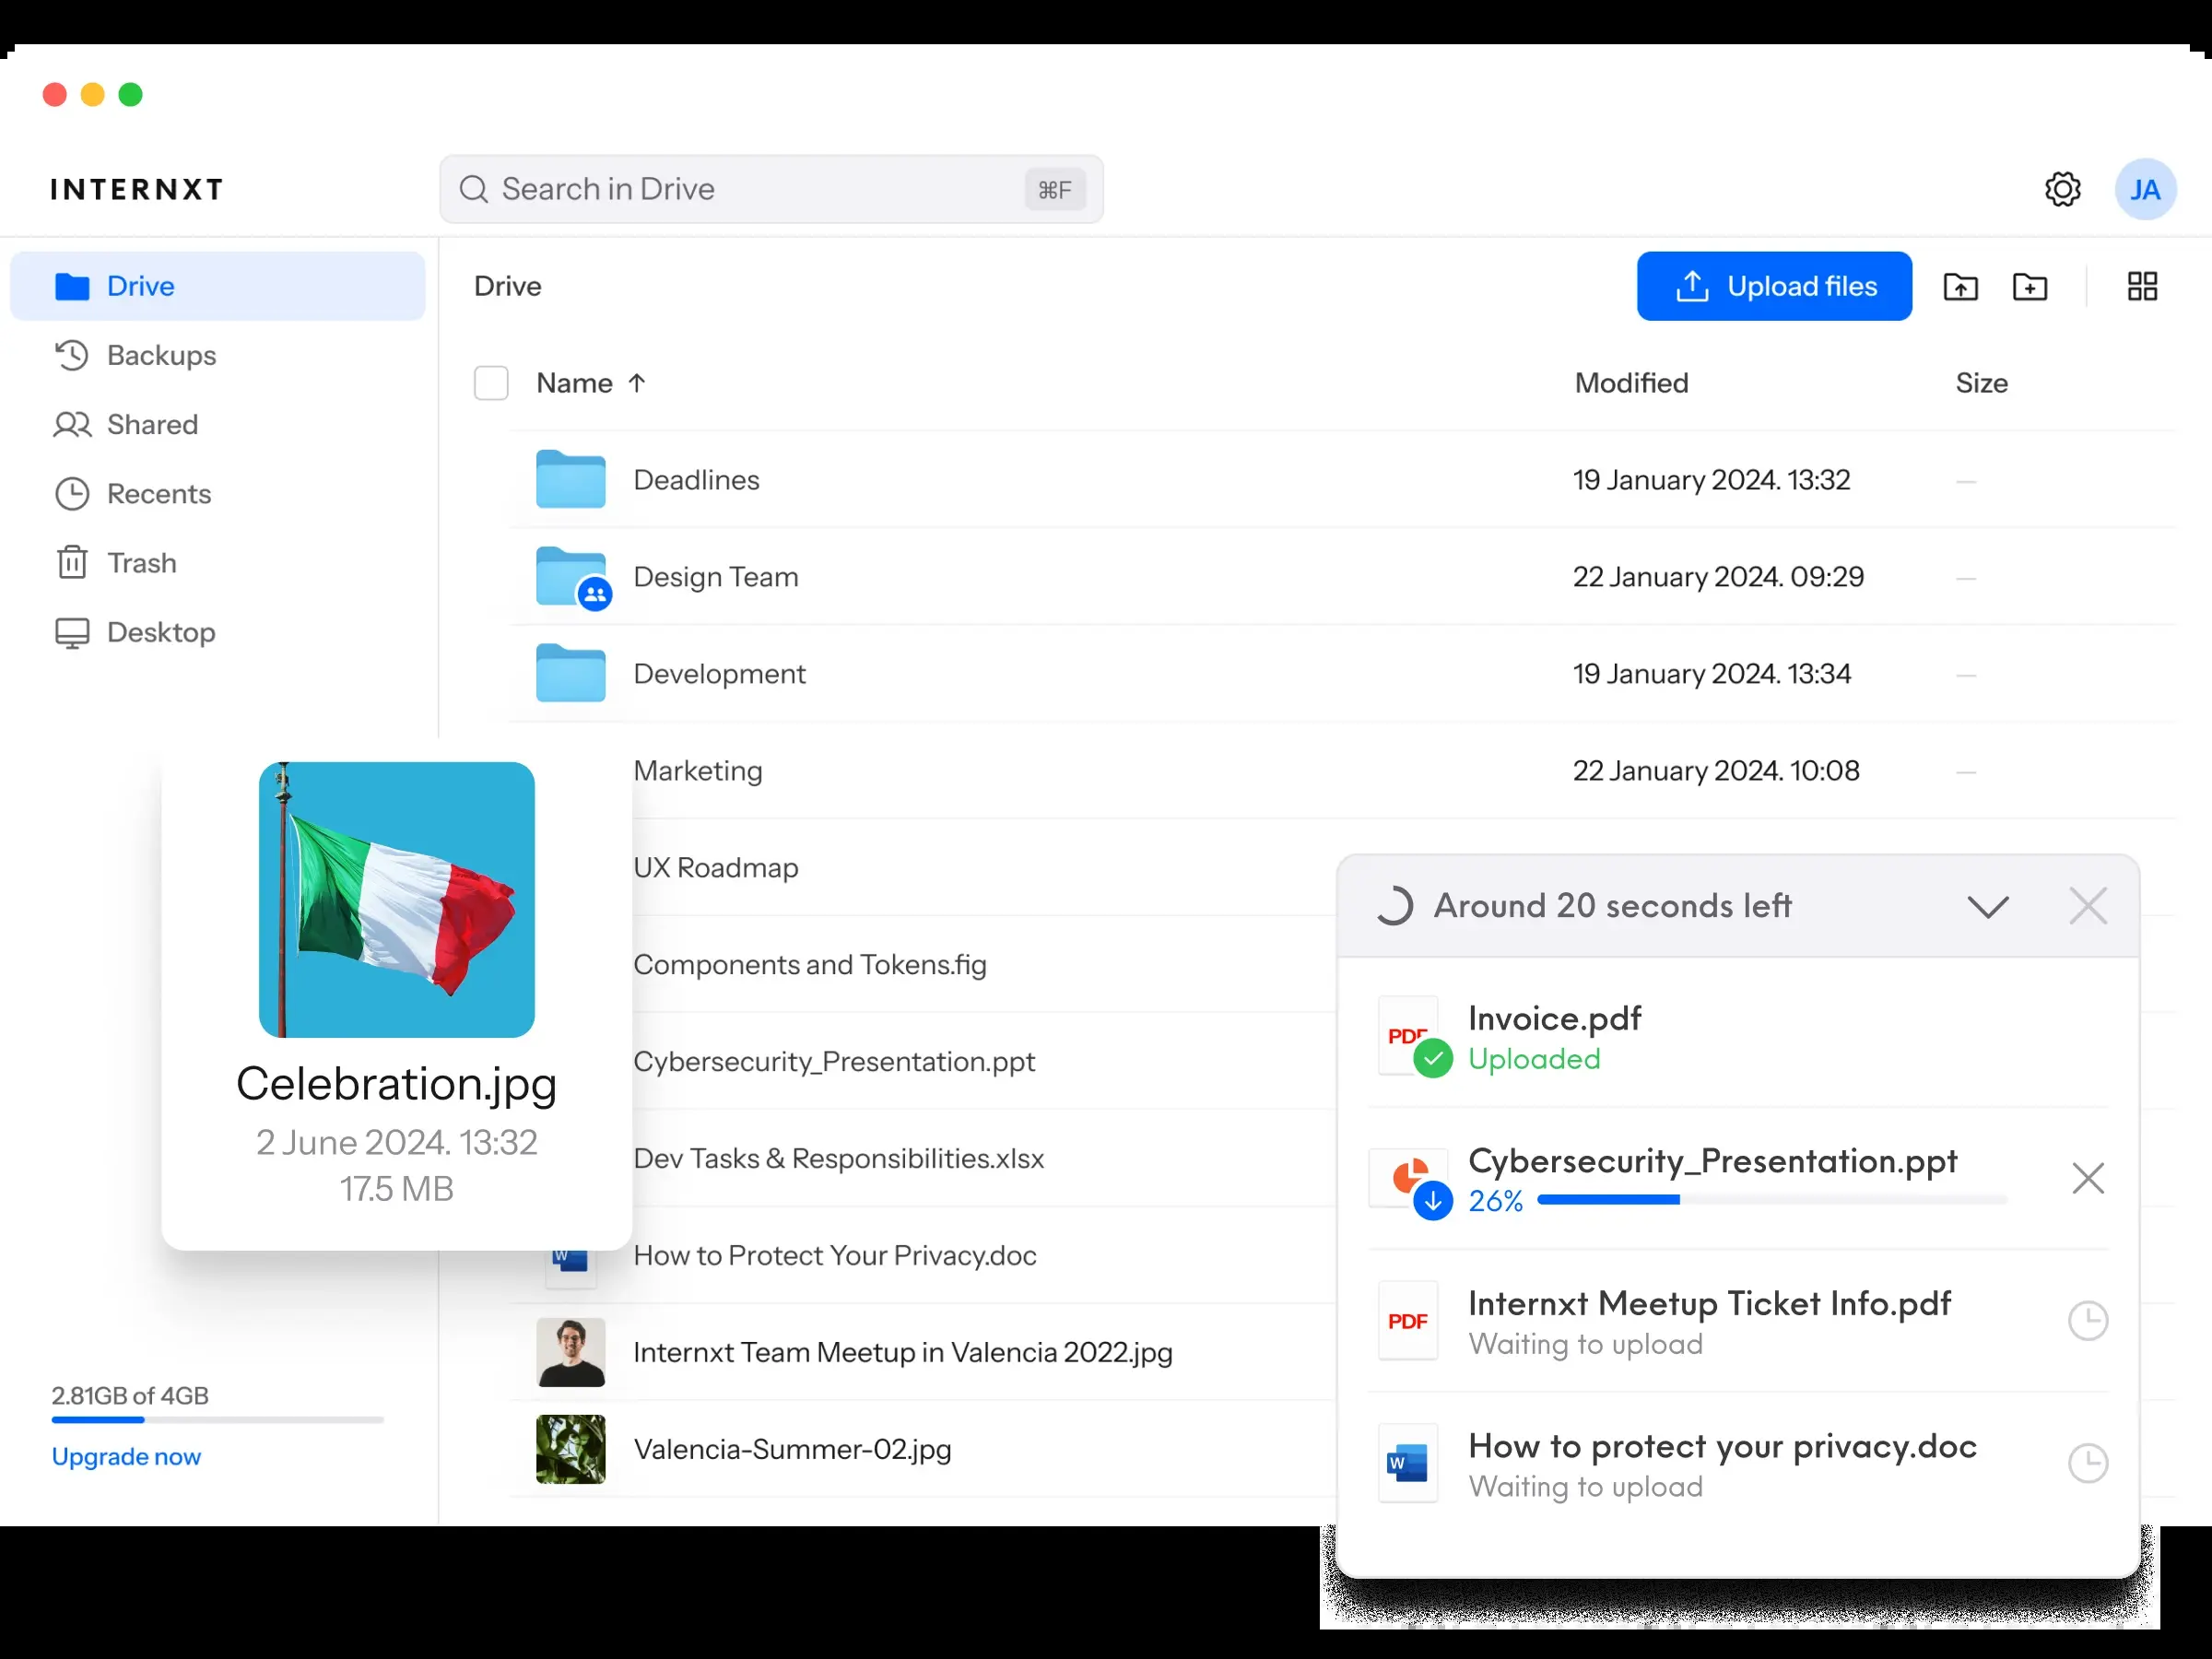 INTERNXT
Search in Drive
⌘F
JA
Drive
Backups
Shared
Recents
Trash
Desktop
2.81GB of 4GB
Upgrade now
Drive
Upload files
Name ↑ Modified Size
Deadlines 19 January 2024. 13:32 —
Design Team 22 January 2024. 09:29 —
Development 19 January 2024. 13:34 —
Marketing 22 January 2024. 10:08 —
UX Roadmap
Components and Tokens.fig
Cybersecurity_Presentation.ppt
Dev Tasks & Responsibilities.xlsx
W
How to Protect Your Privacy.doc
Internxt Team Meetup in Valencia 2022.jpg
Valencia-Summer-02.jpg
Celebration.jpg
2 June 2024. 13:32
17.5 MB
Around 20 seconds left
PDF
Invoice.pdf
Uploaded
Cybersecurity_Presentation.ppt
26%
PDF
Internxt Meetup Ticket Info.pdf
Waiting to upload
W
How to protect your privacy.doc
Waiting to upload